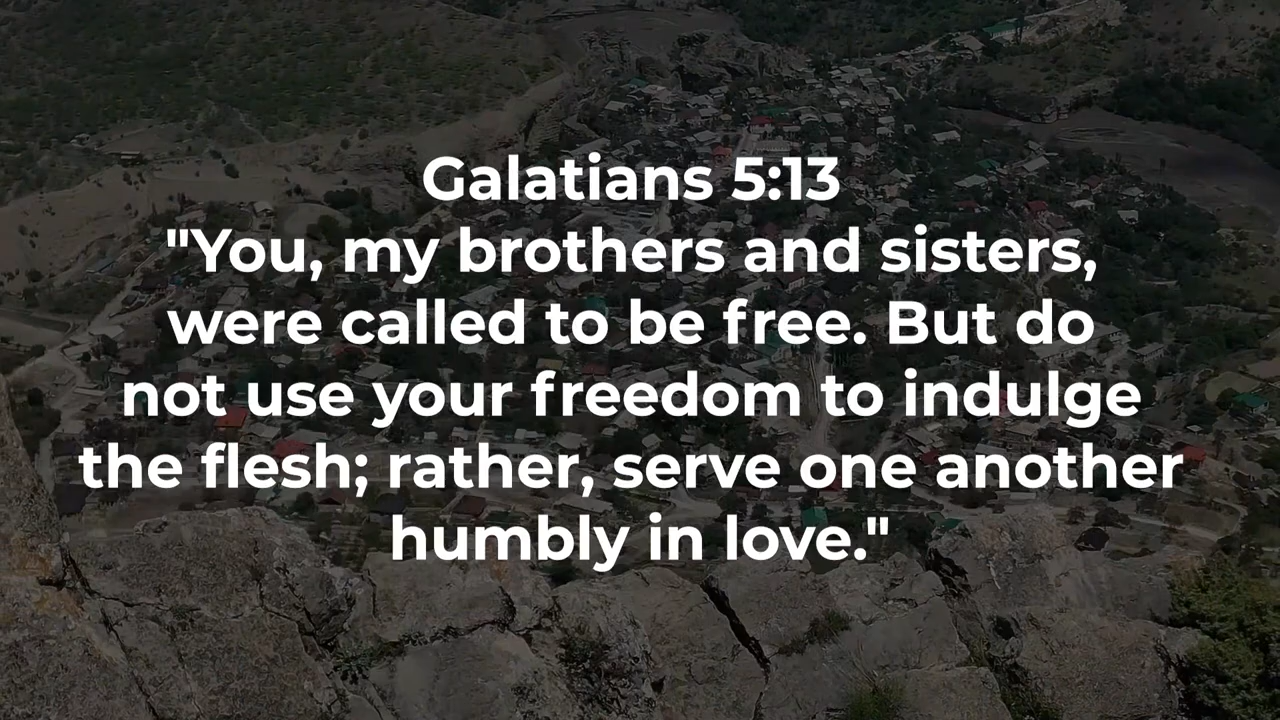 Galatians 5:13
"You, my brothers and sisters,
were called to be free. But do
not use your freedom to indulge
the flesh; rather, serve one another
humbly in love."